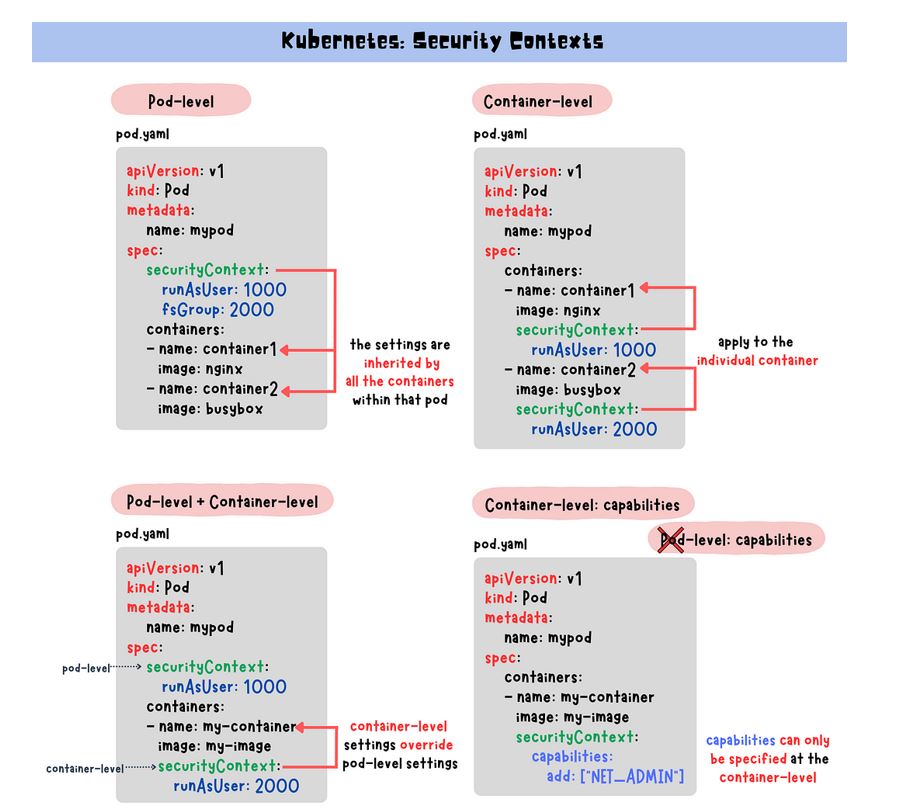 Kubernetes: Security Contexts
Pod-level
pod.yaml
apiVersion: v1
kind: Pod
metadata:
name: mypod
spec:
securityContext:
runAsUser: 1000
fsGroup: 2000
containers:
- name: container1
image: nginx
- name: container2
image: busybox
the settings are
inherited by
all the containers
within that pod
Container-level
pod.yaml
apiVersion: v1
kind: Pod
metadata:
name: mypod
spec:
containers:
- name: container1
image: nginx
securityContext:
runAsUser: 1000
- name: container2
image: busybox
securityContext:
runAsUser: 2000
apply to the
individual container
Pod-level + Container-level
pod.yaml
apiVersion: v1
kind: Pod
metadata:
name: mypod
spec:
pod-level
securityContext:
runAsUser: 1000
containers:
- name: my-container
image: my-image
container-level
securityContext:
runAsUser: 2000
container-level
settings override
pod-level settings
Container-level: capabilities
Pod-level: capabilities
pod.yaml
apiVersion: v1
kind: Pod
metadata:
name: mypod
spec:
containers:
- name: my-container
image: my-image
securityContext:
capabilities:
add: ["NET_ADMIN"]
capabilities can only
be specified at the
container-level